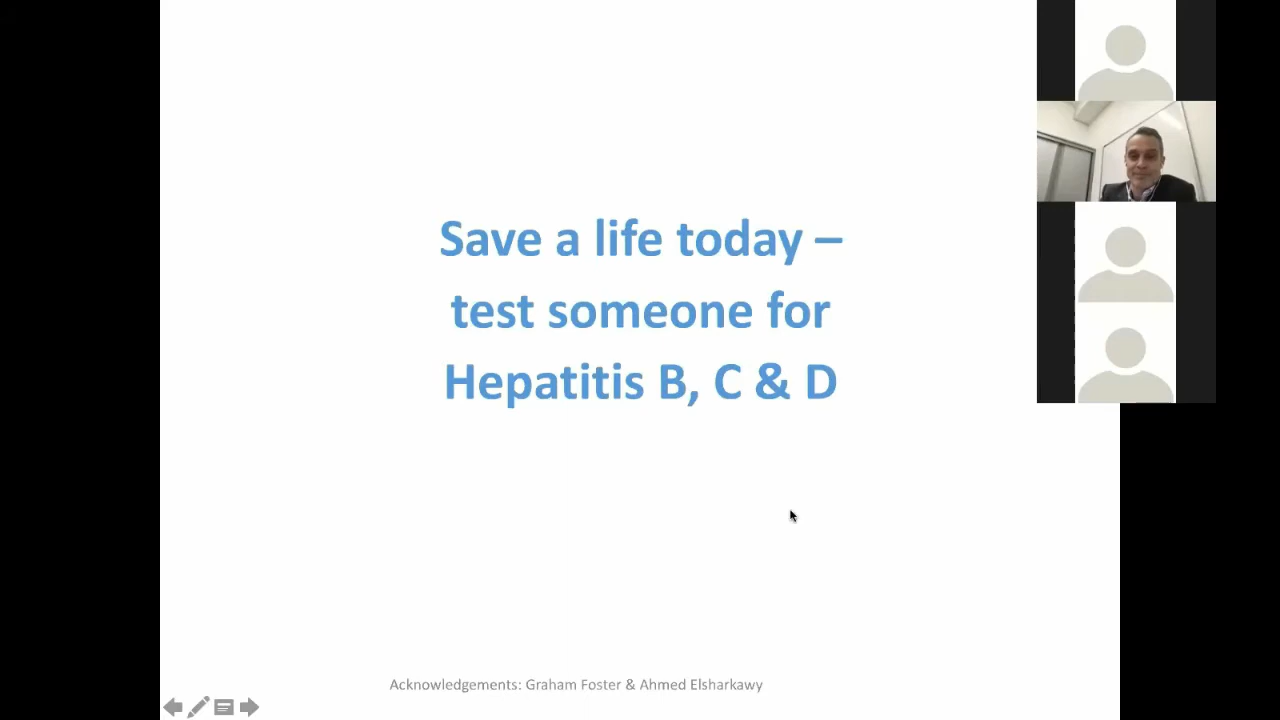 Save a life today –
test someone for
Hepatitis B, C & D
Acknowledgements: Graham Foster & Ahmed Elsharkawy